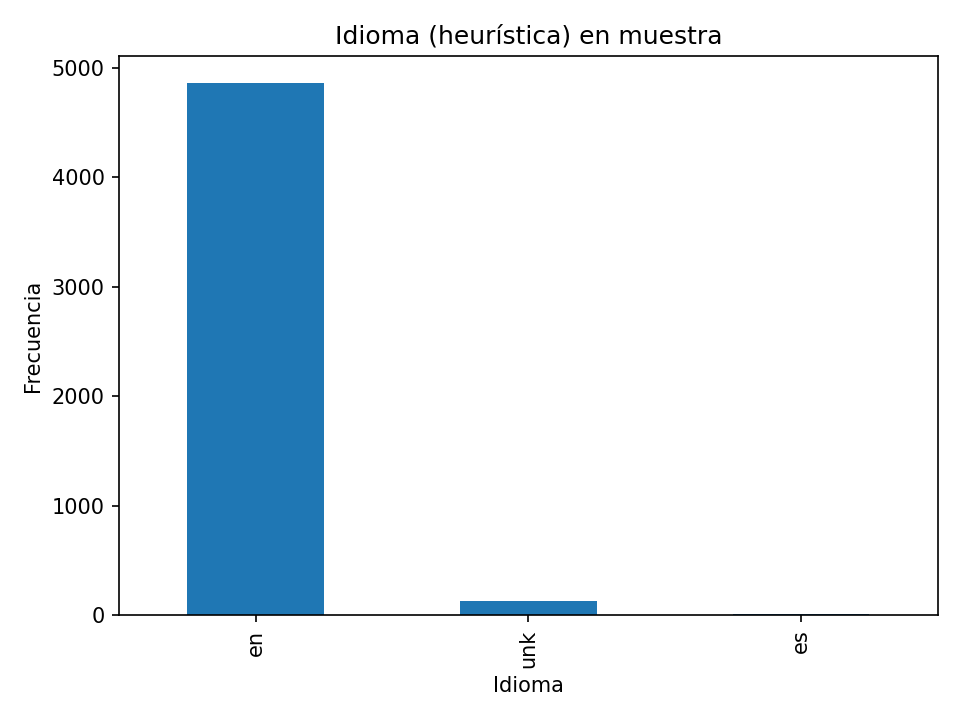 Idioma (heurística) en muestra
5000
4000
3000
2000
1000
0
Frecuencia
en
unk
es
Idioma